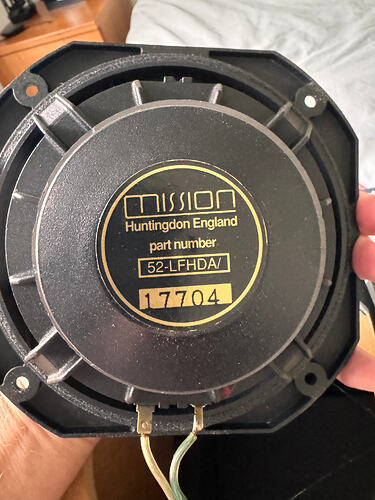 mission
Huntingdon England
part number
52-LFHDA/
17704